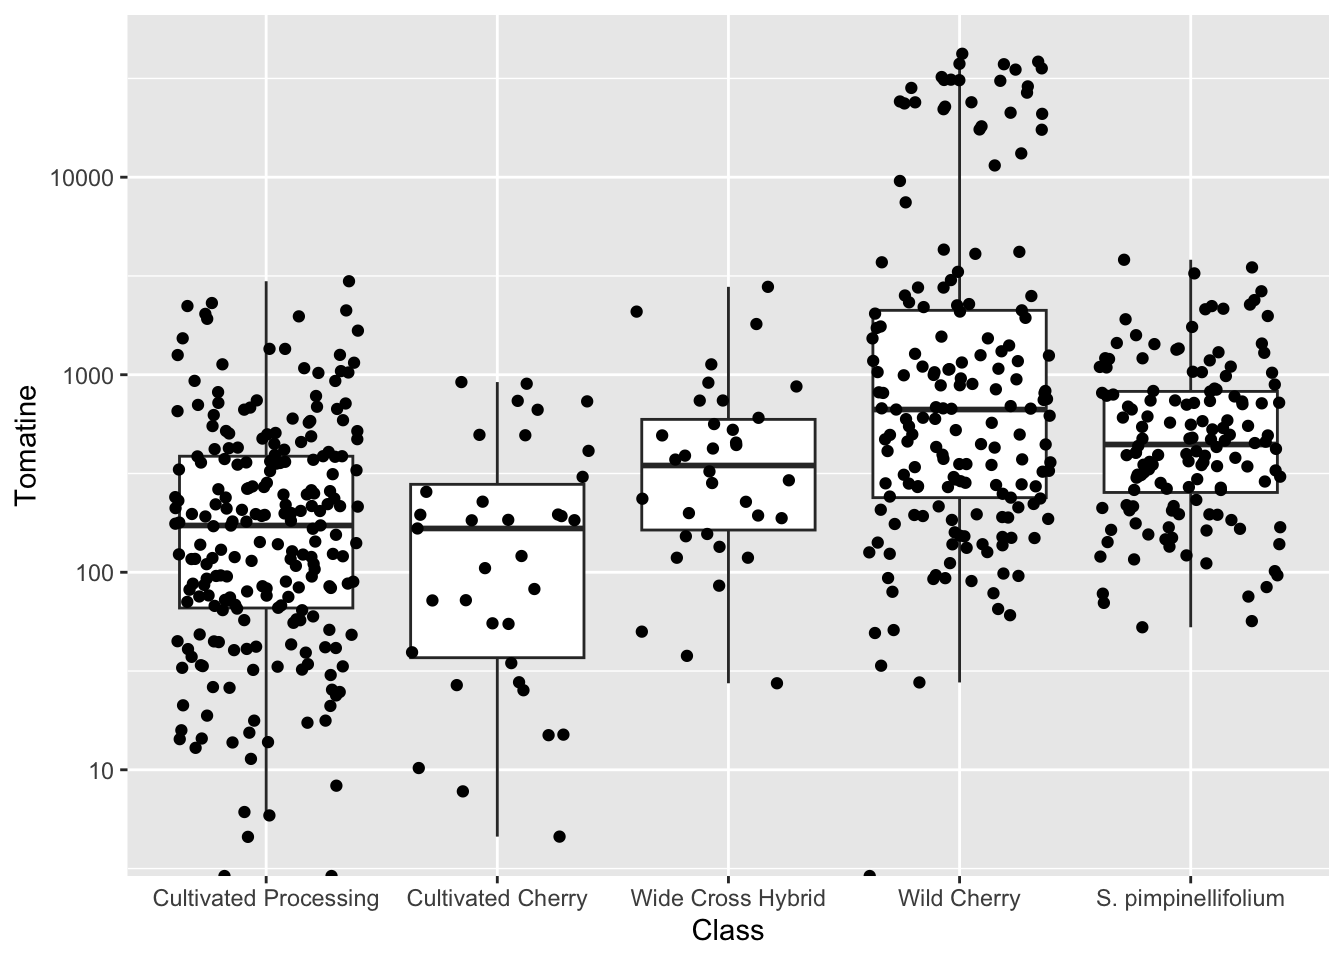 Tomatine
10000
1000
100
10
Cultivated Processing
Cultivated Cherry
Wide Cross Hybrid
Wild Cherry
S. pimpinellifolium
Class